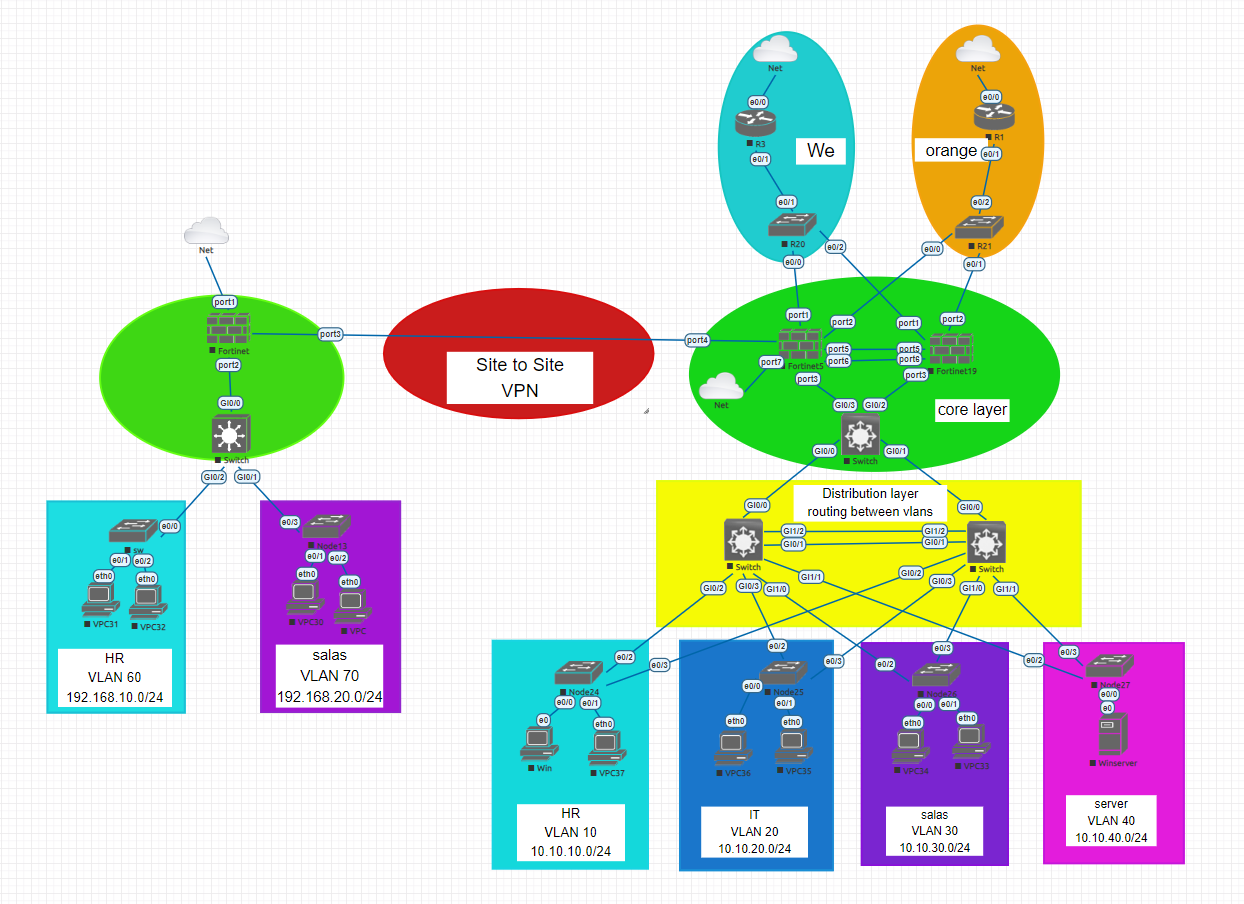 Net
e0/0
R3
e0/1
We
e0/1
R20
e0/0
e0/2
Net
e0/0
R1
orange
e0/1
e0/2
R21
e0/0
e0/1
Net
port1
Fortinet
port3
port2
GI0/0
Switch
GI0/2
GI0/1
Site to Site
VPN
port4
port1
port2
port1
port2
port5
port5
port6
port6
Fortinet5
Fortinet19
port7
port3
port3
Net
GI0/3
GI0/2
core layer
GI0/0
GI0/1
Switch
Distribution layer
routing between vlans
GI0/0
GI0/0
GI1/2
GI1/2
GI0/1
GI0/1
Switch
Switch
GI0/2
GI0/3
GI1/0
GI1/1
GI0/2
GI0/3
GI1/0
GI1/1
e0/0
sw
e0/1
e0/2
eth0
eth0
VPC31
VPC32
HR
VLAN 60
192.168.10.0/24
e0/3
Node13
e0/1
e0/2
eth0
eth0
VPC30
VPC
salas
VLAN 70
192.168.20.0/24
e0/2
e0/3
Node24
e0/0
e0/1
e0
eth0
Win
VPC37
HR
VLAN 10
10.10.10.0/24
e0/2
e0/3
Node25
e0/0
e0/1
eth0
eth0
VPC36
VPC35
IT
VLAN 20
10.10.20.0/24
e0/3
e0/2
Node26
e0/0
e0/1
eth0
eth0
VPC34
VPC33
salas
VLAN 30
10.10.30.0/24
e0/3
e0/2
Node27
e0/0
e0
Winserver
server
VLAN 40
10.10.40.0/24